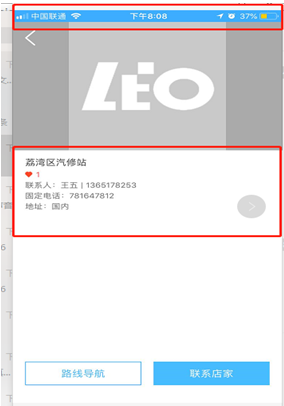 中国联通 下午8:08 37%
LEO
荔湾区汽修站
1
联系人：王五 | 1365178253
固定电话：781647812
地址：国内
路线导航 联系店家